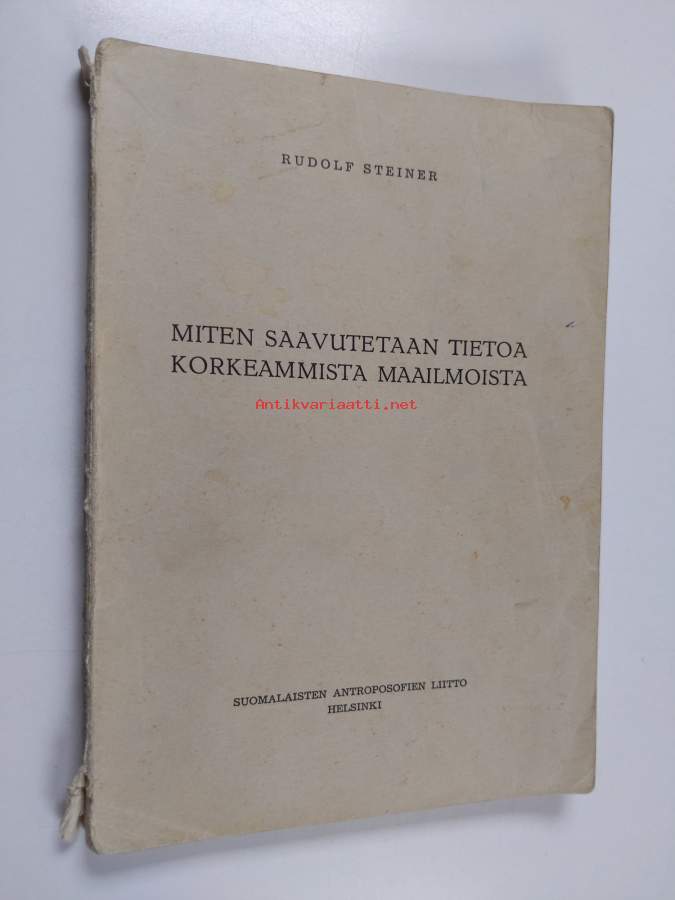 RUDOLF STEINER
MITEN SAAVUTETAAN TIETOA
KORKEAMMISTA MAAILMOISTA
Antikvariaatti.net
SUOMALAISTEN ANTROPOSOFIEN LIITTO
HELSINKI